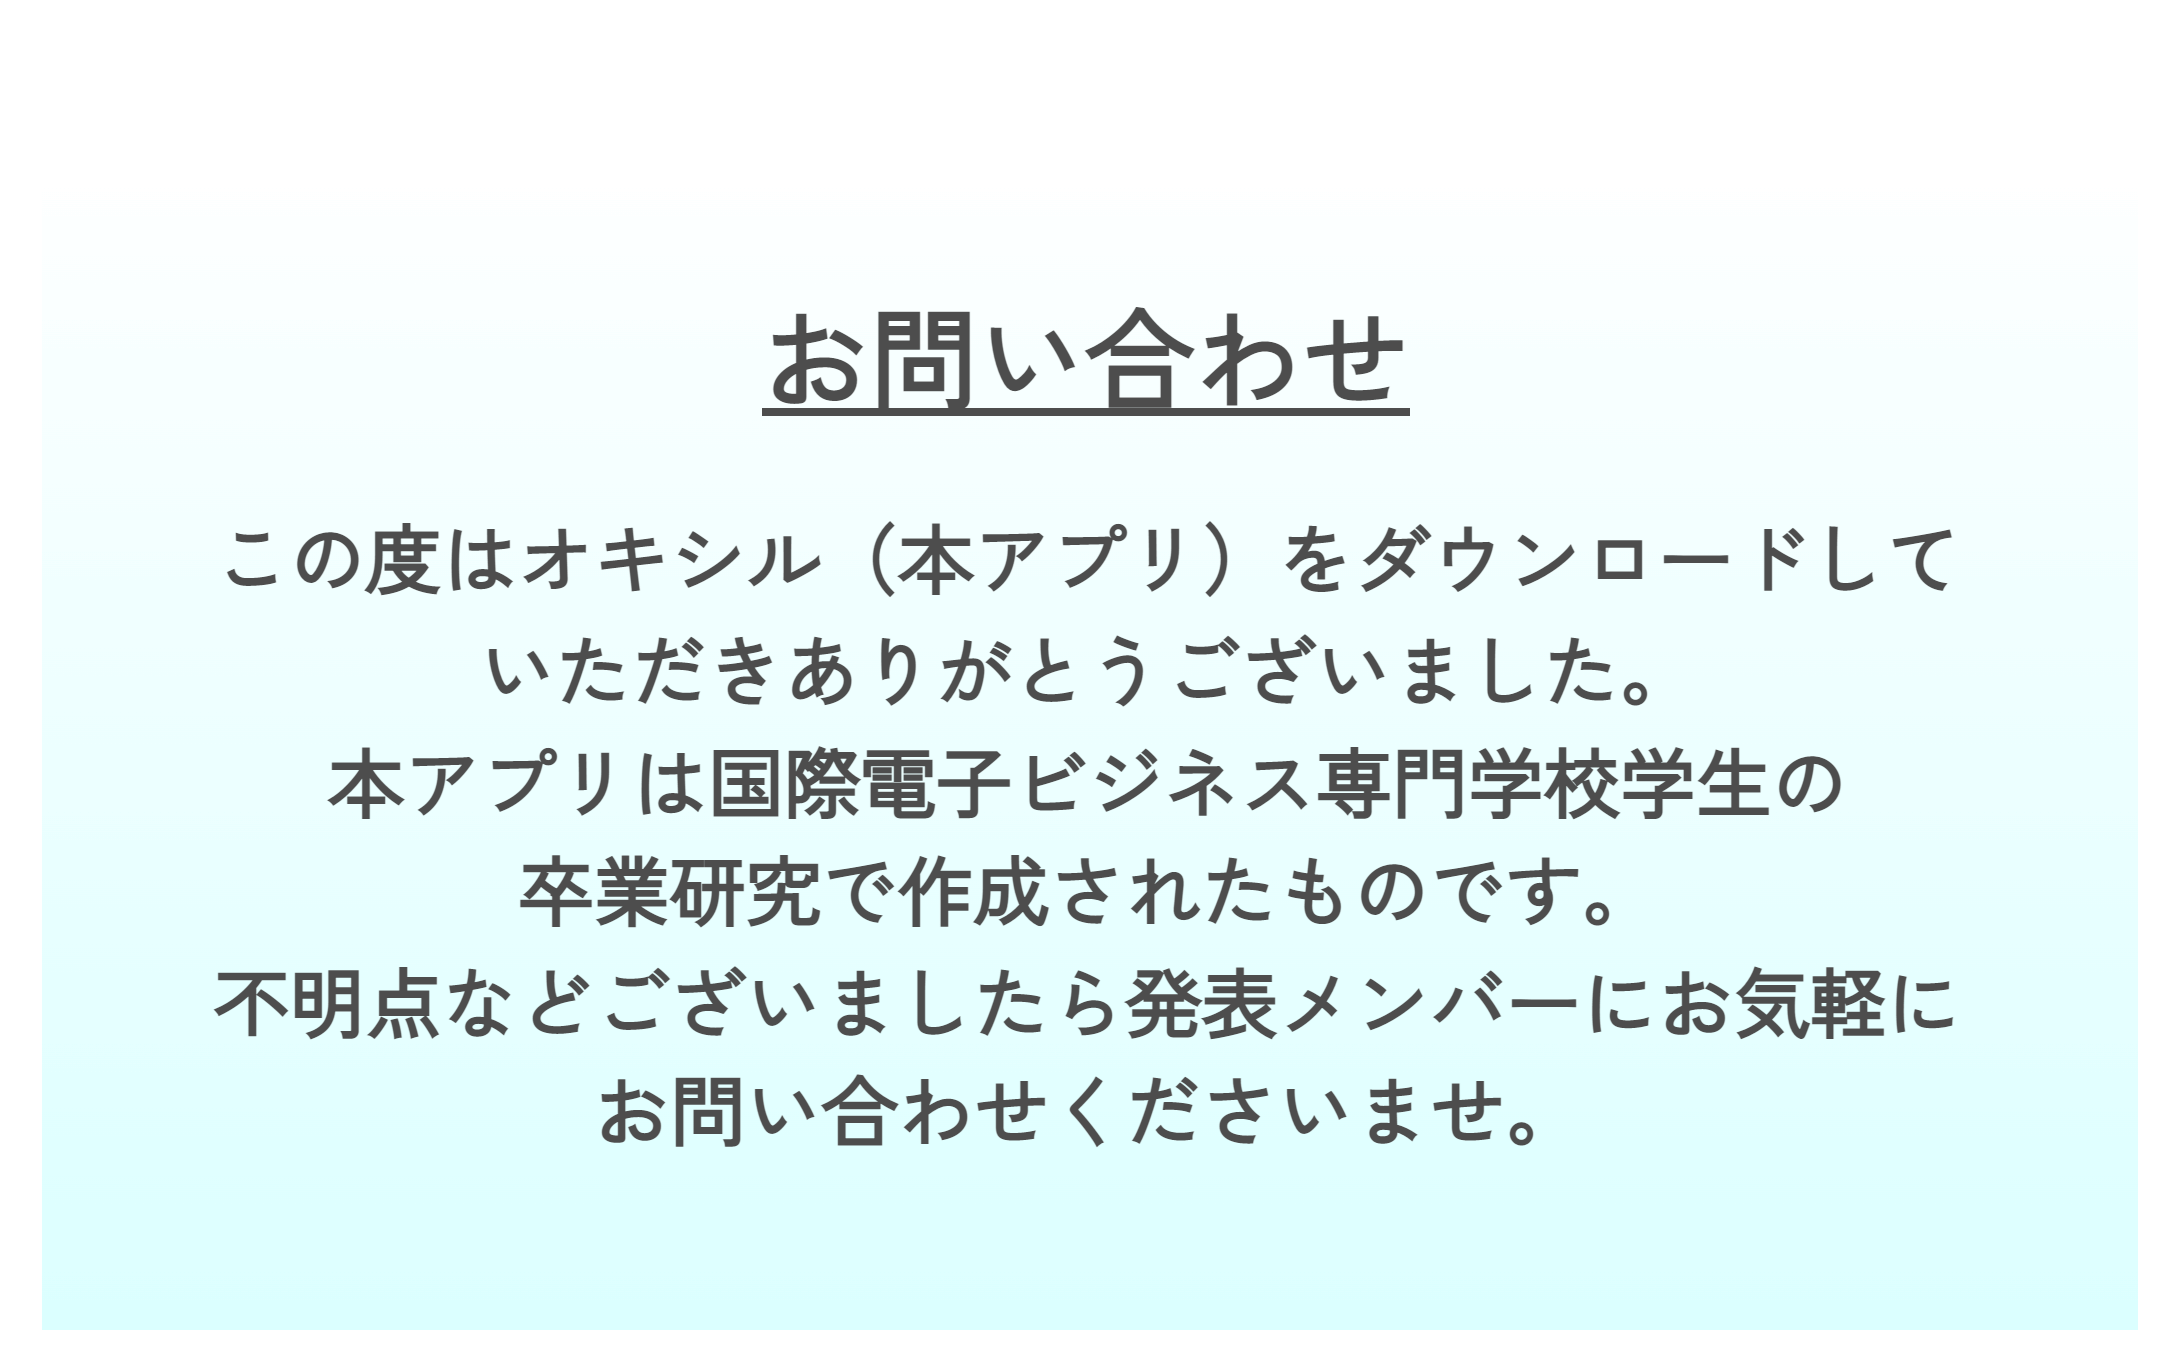 お問い合わせ
この度はオキシル（本アプリ）をダウンロードして
いただきありがとうございました。
本アプリは国際電子ビジネス専門学校学生の
卒業研究で作成されたものです。
不明点などございましたら発表メンバーにお気軽に
お問い合わせくださいませ。